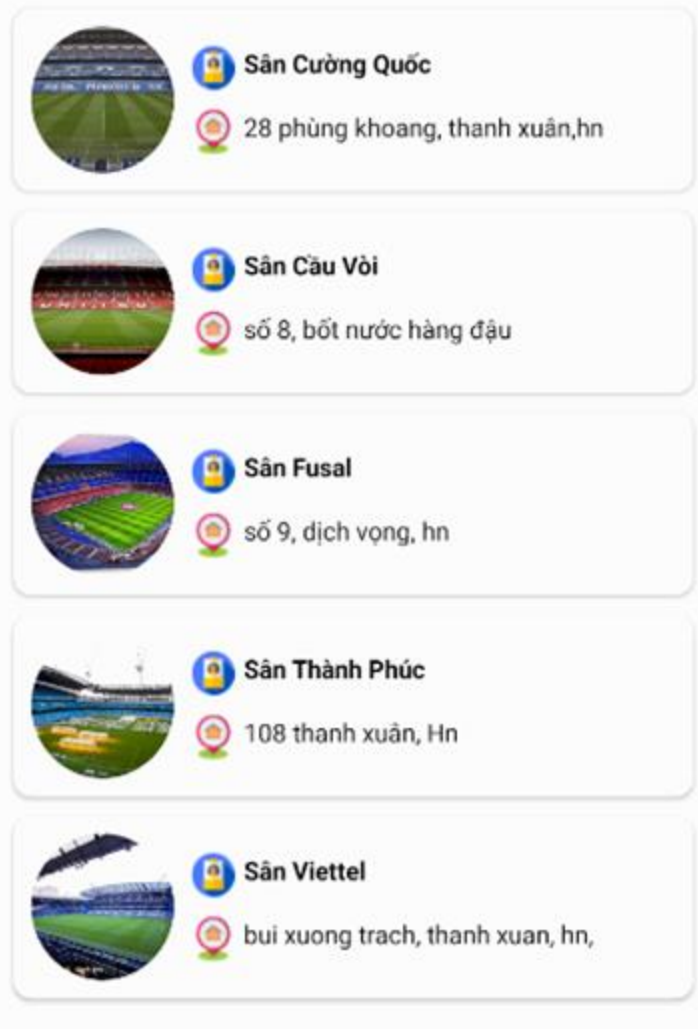 Sân Cường Quốc
28 phùng khoang, thanh xuân,hn
Sân Cầu Vòi
số 8, bốt nước hàng đậu
Sân Fusal
số 9, dịch vọng, hn
Sân Thành Phúc
108 thanh xuân, Hn
Sân Viettel
bui xuong trach, thanh xuan, hn,